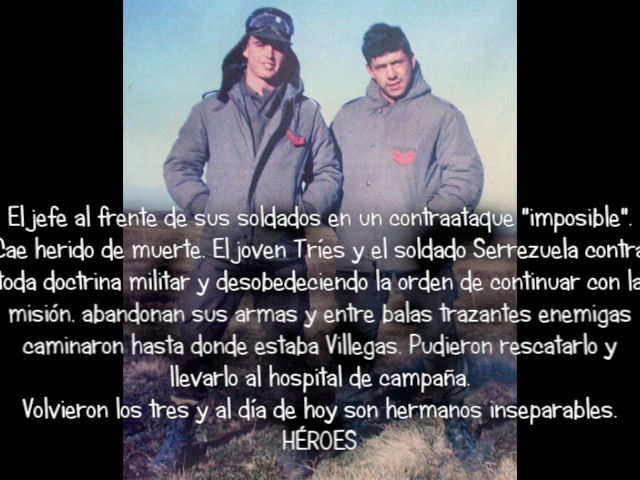 El jefe al frente de sus soldados en un contraataque "imposible".
Cae herido de muerte. El joven Tríes y el soldado Serrezuela contra
toda doctrina militar y desobedeciendo la orden de continuar con la
misión. abandonan sus armas y entre balas trazantes enemigas
caminaron hasta donde estaba Villegas. Pudieron rescatarlo y
llevarlo al hospital de campaña.
Volvieron los tres y al día de hoy son hermanos inseparables.
HÉROES